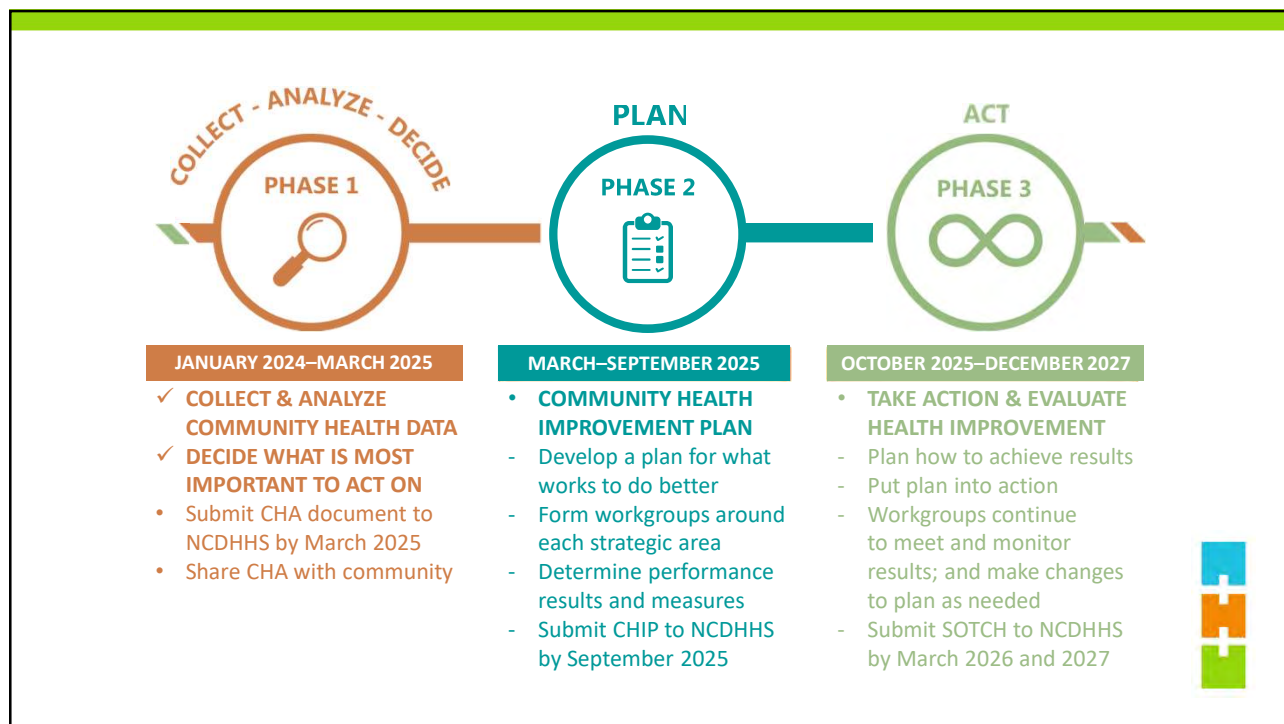 COLLECT - ANALYZE - DECIDE
PHASE 1
JANUARY 2024–MARCH 2025
✓ COLLECT & ANALYZE
COMMUNITY HEALTH DATA
✓ DECIDE WHAT IS MOST
IMPORTANT TO ACT ON
• Submit CHA document to
NCDHHS by March 2025
• Share CHA with community
PLAN
PHASE 2
MARCH–SEPTEMBER 2025
• COMMUNITY HEALTH
IMPROVEMENT PLAN
- Develop a plan for what
works to do better
- Form workgroups around
each strategic area
- Determine performance
results and measures
- Submit CHIP to NCDHHS
by September 2025
ACT
PHASE 3
OCTOBER 2025–DECEMBER 2027
• TAKE ACTION & EVALUATE
HEALTH IMPROVEMENT
- Plan how to achieve results
- Put plan into action
- Workgroups continue
to meet and monitor
results; and make changes
to plan as needed
- Submit SOTCH to NCDHHS
by March 2026 and 2027